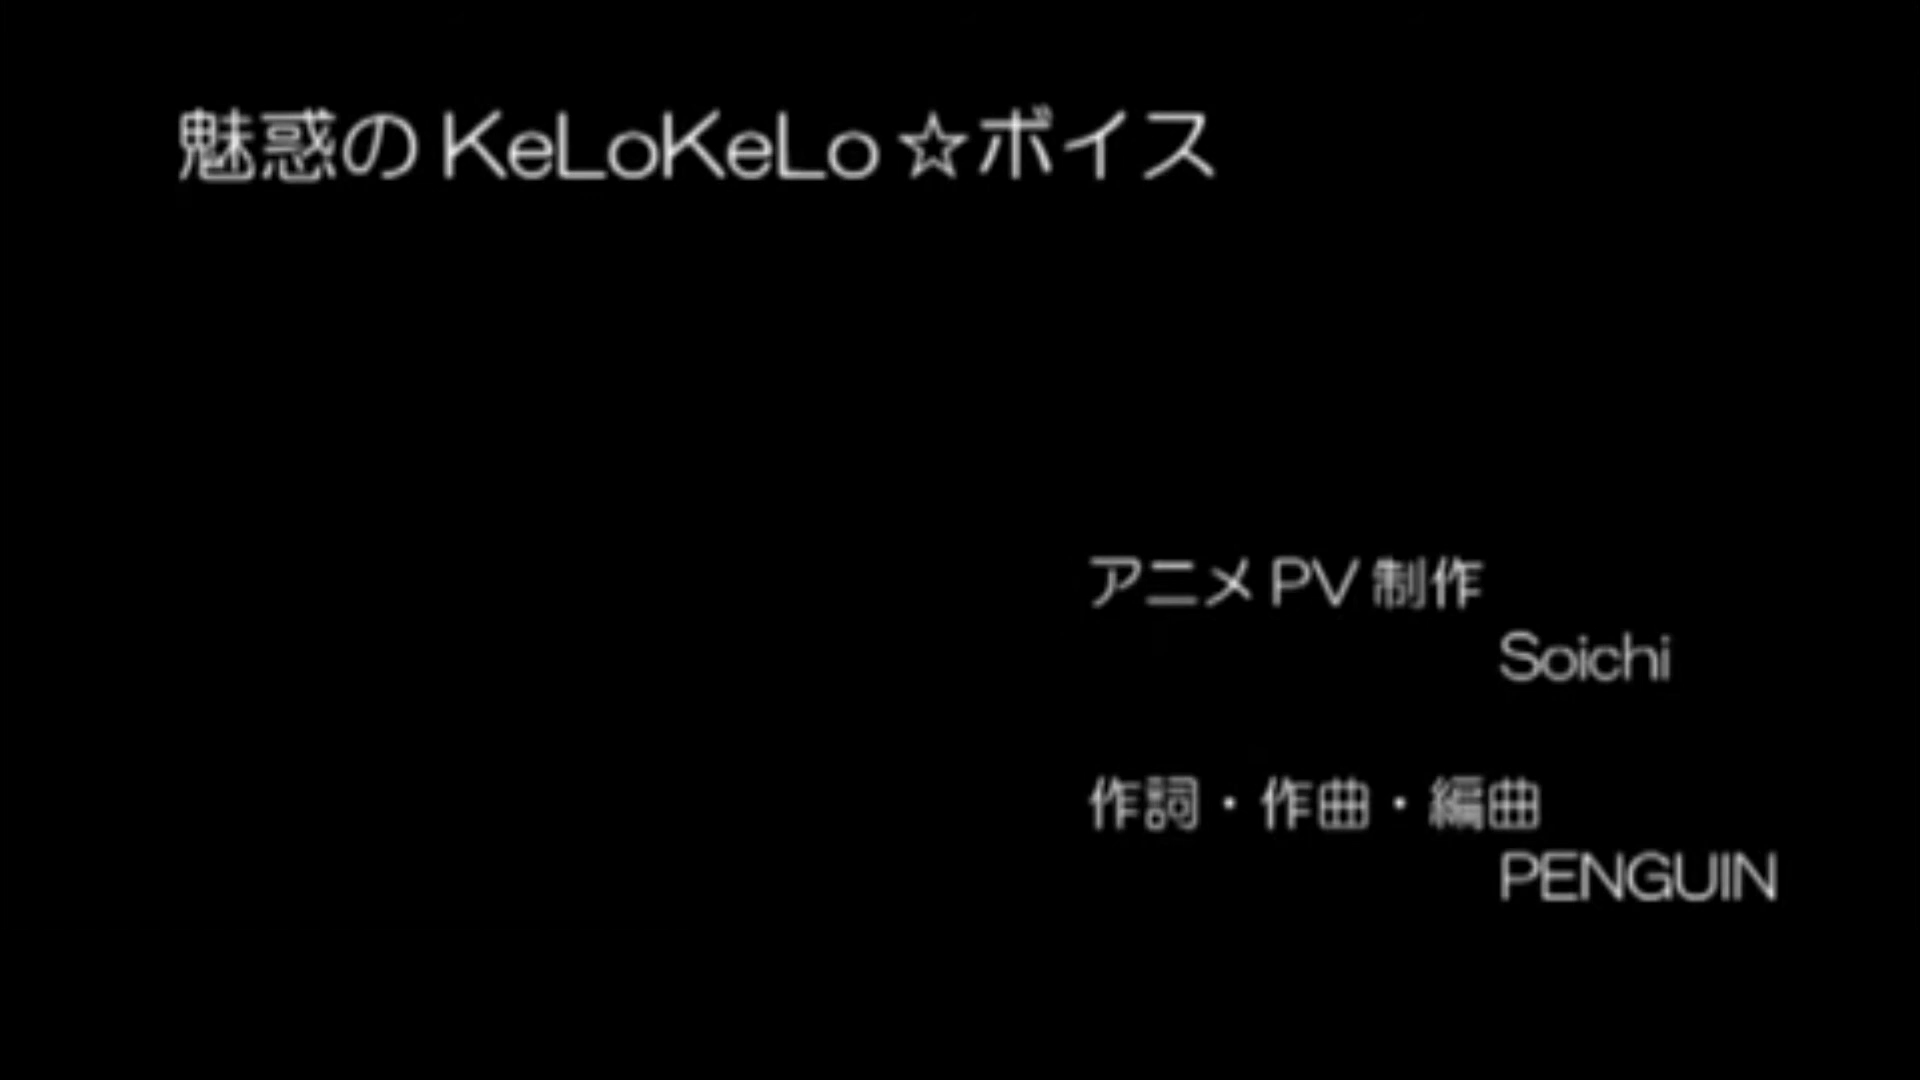 魅惑の KeLoKeLo ☆ボイス
アニメ PV 制作
Soichi
作詞・作曲・編曲
PENGUIN